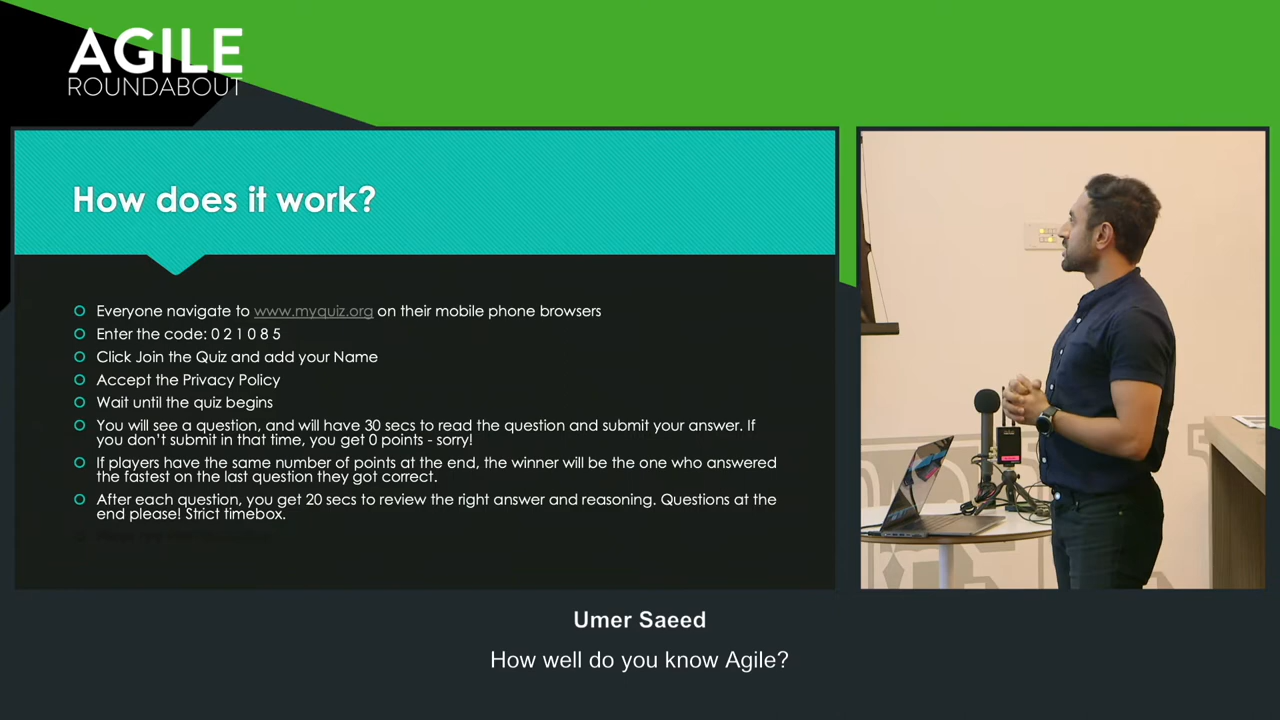 AGILE
ROUNDABOUT
How does it work?
Everyone navigate to www.myquiz.org on their mobile phone browsers
Enter the code: 0 2 1 0 8 5
Click Join the Quiz and add your Name
Accept the Privacy Policy
Wait until the quiz begins
You will see a question, and will have 30 secs to read the question and submit your answer. If
you don't submit in that time, you get 0 points - sorry!
If players have the same number of points at the end, the winner will be the one who answered
the fastest on the last question they got correct.
After each question, you get 20 secs to review the right answer and reasoning. Questions at the
end please! Strict timebox.
Umer Saeed
How well do you know Agile?